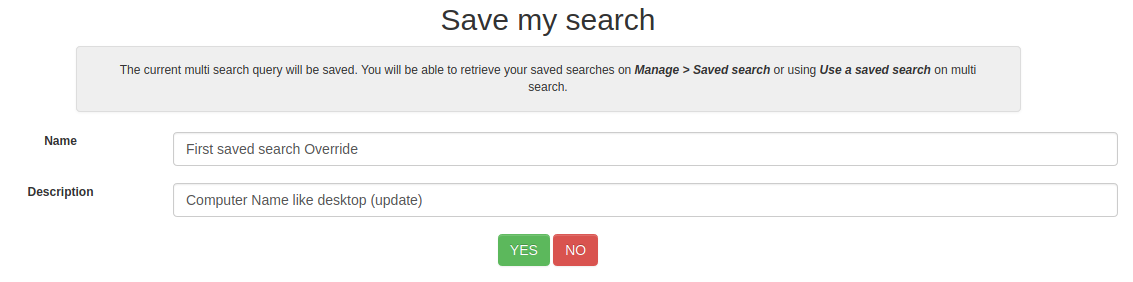 Save my search
The current multi search query will be saved. You will be able to retrieve your saved searches on Manage > Saved search or using Use a saved search on multi
search.
Name
First saved search Override
Description
Computer Name like desktop (update)
YES NO